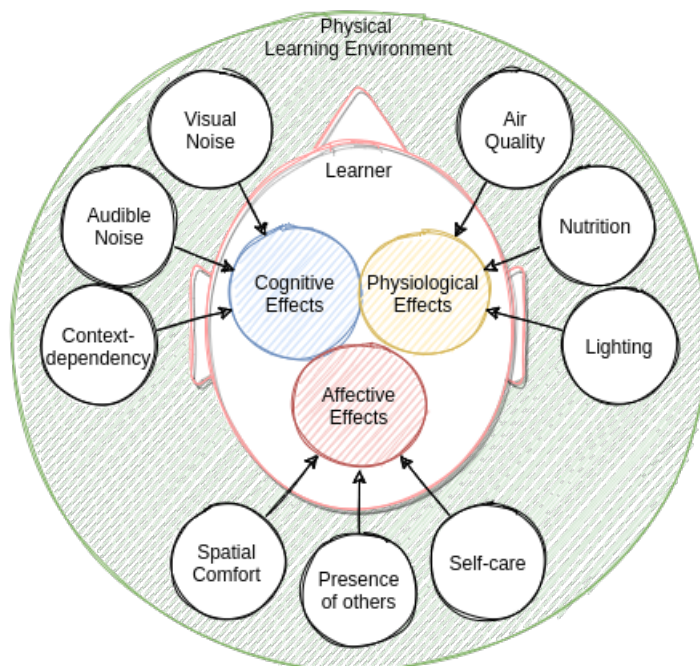 Physical
Learning Environment
Visual
Noise
Air
Quality
Learner
Audible
Noise
Nutrition
Cognitive
Effects
Physiological
Effects
Context-
dependency
Lighting
Affective
Effects
Spatial
Comfort
Presence
of others
Self-care